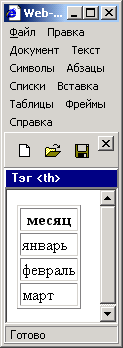 Web-...
Файл Правка
Документ Текст
Символы Абзацы
Списки Вставка
Таблицы Фреймы
Справка
Тэг <th>
месяц
январь
февраль
март
Готово